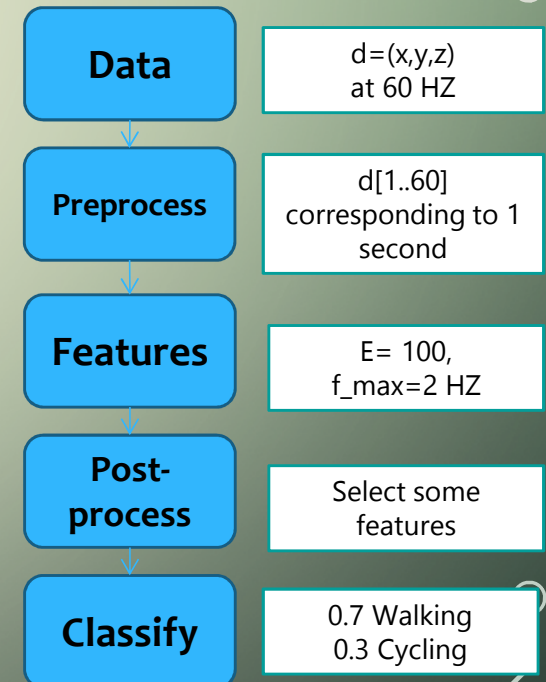 Data
d=(x,y,z)
at 60 HZ
Preprocess
d[1..60]
corresponding to 1
second
Features
E= 100,
f_max=2 HZ
Post-
process
Select some
features
Classify
0.7 Walking
0.3 Cycling